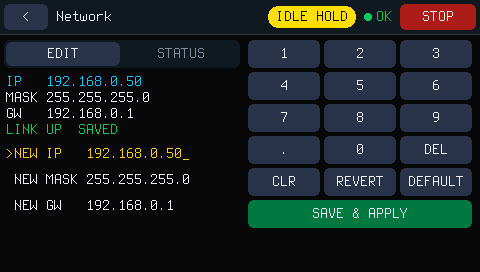 < Network IDLE HOLD OK STOP
EDIT STATUS
IP 192.168.0.50
MASK 255.255.255.0
GW 192.168.0.1
LINK UP SAVED
>NEW IP 192.168.0.50_
NEW MASK 255.255.255.0
NEW GW 192.168.0.1
1 2 3
4 5 6
7 8 9
. 0 DEL
CLR REVERT DEFAULT
SAVE & APPLY